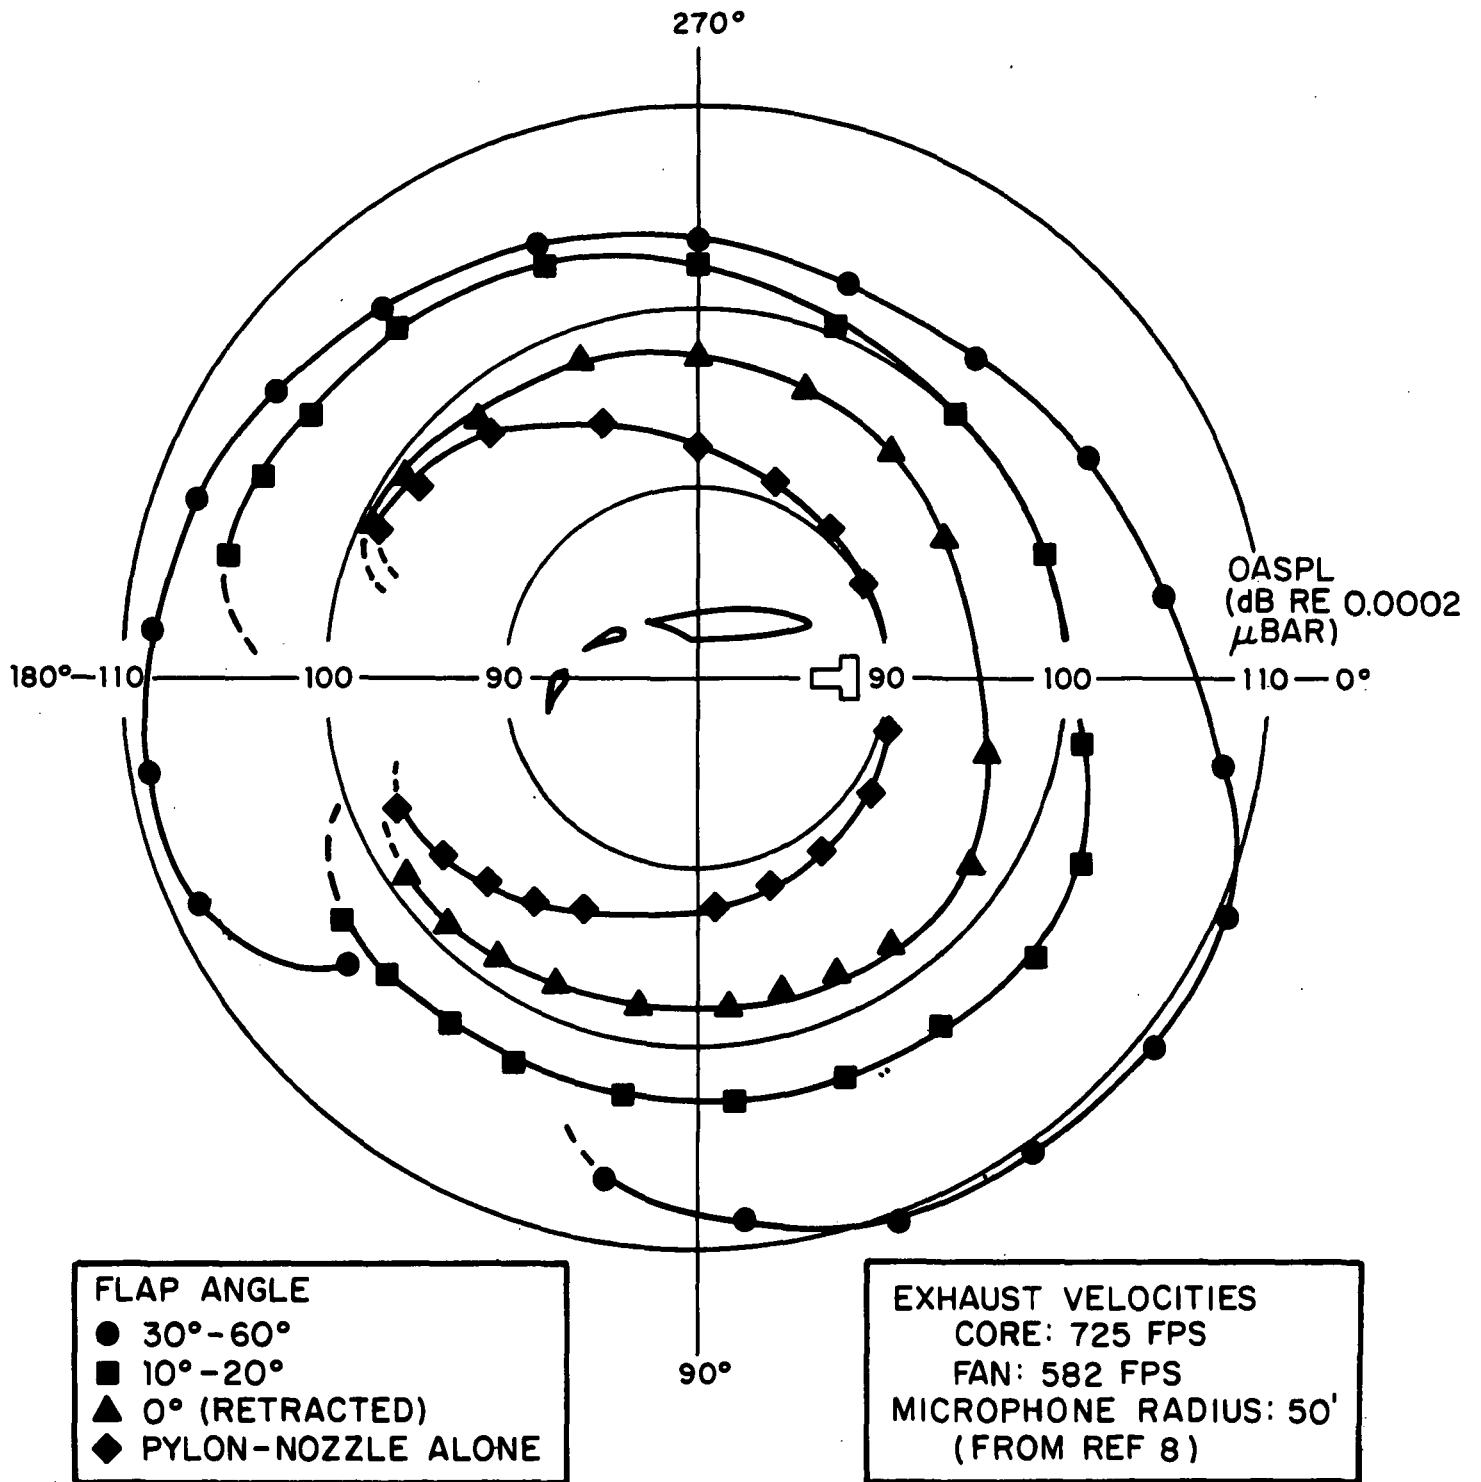 270°
OASPL
(dB RE 0.0002
μBAR)
180° 110 100 90 90 100 110 0°
90°
FLAP ANGLE
30°-60°
10°-20°
0° (RETRACTED)
PYLON-NOZZLE ALONE
EXHAUST VELOCITIES
CORE: 725 FPS
FAN: 582 FPS
MICROPHONE RADIUS: 50'
(FROM REF 8)